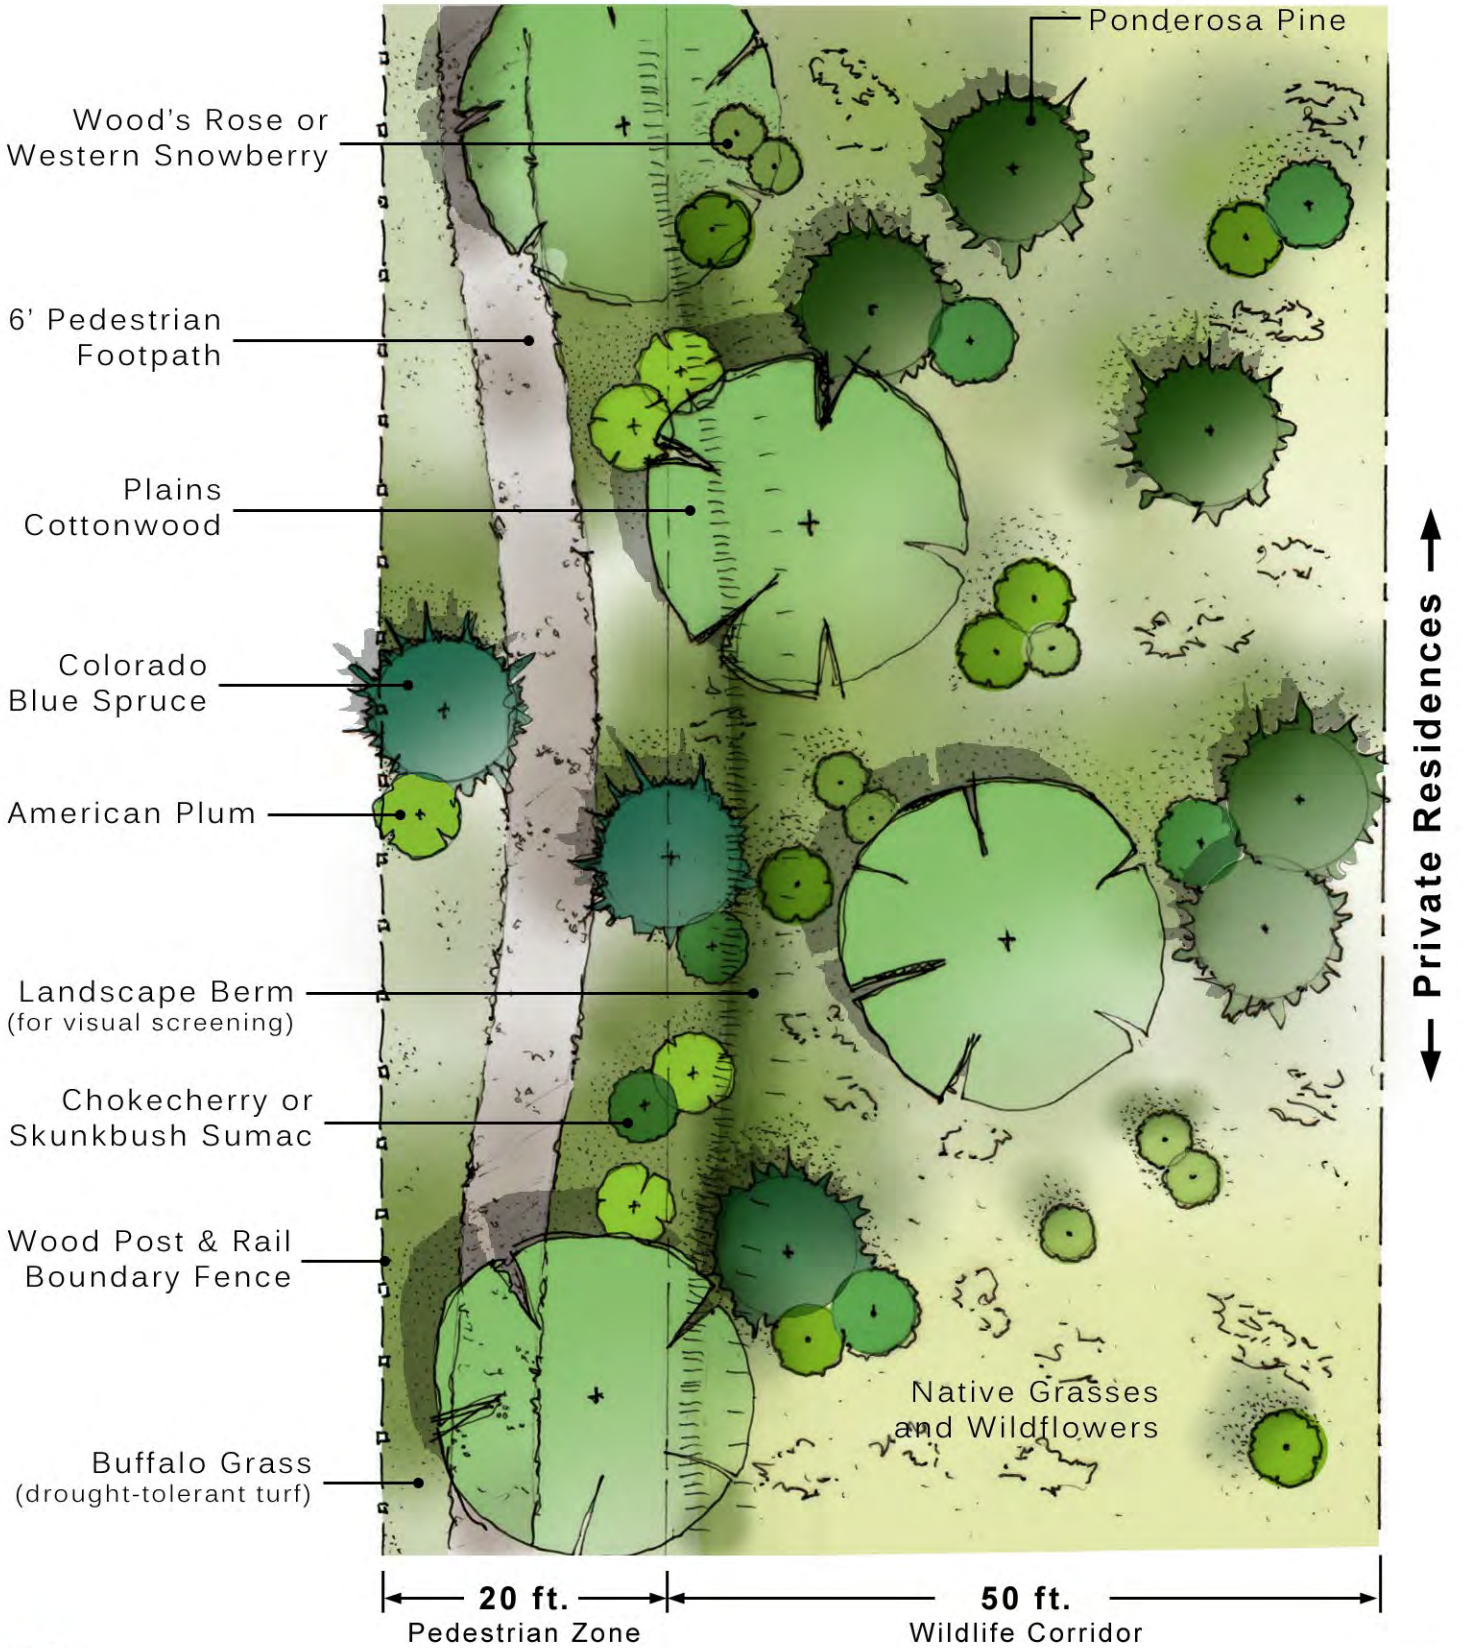 Ponderosa Pine
Wood's Rose or
Western Snowberry
6' Pedestrian
Footpath
Plains
Cottonwood
Colorado
Blue Spruce
American Plum
Landscape Berm
(for visual screening)
Chokecherry or
Skunkbush Sumac
Wood Post & Rail
Boundary Fence
Buffalo Grass
(drought-tolerant turf)
Native Grasses
and Wildflowers
Private Residences
20 ft.
Pedestrian Zone
50 ft.
Wildlife Corridor